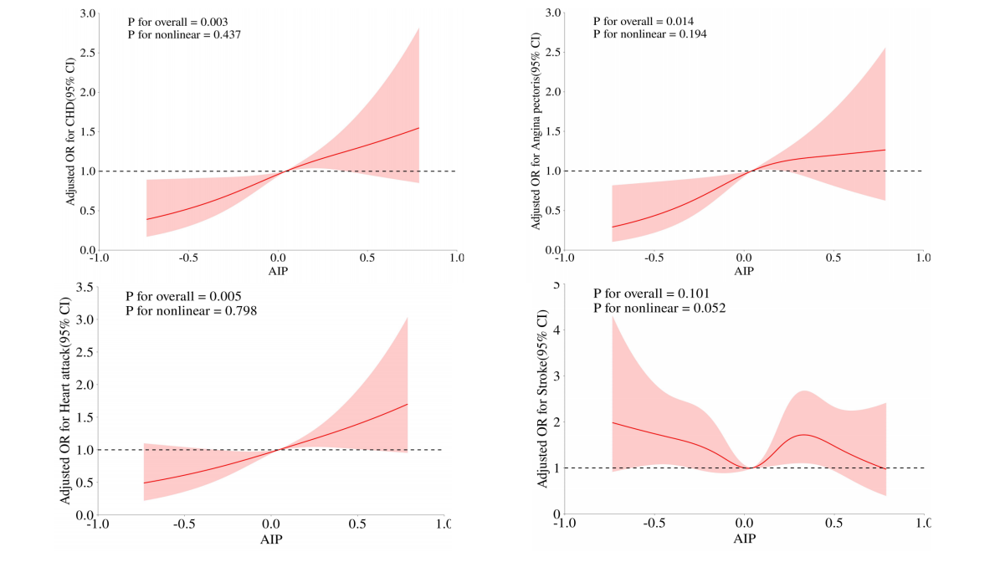 P for overall = 0.003
P for nonlinear = 0.437
Adjusted OR for CHD(95% CI)
3.0
2.5
2.0
1.5
1.0
0.5
0.0
-1.0 -0.5 0.0 0.5 1.0
AIP
P for overall = 0.014
P for nonlinear = 0.194
Adjusted OR for Angina pectoris(95% CI)
3.0
2.5
2.0
1.5
1.0
0.5
0.0
-1.0 -0.5 0.0 0.5 1.0
AIP
P for overall = 0.005
P for nonlinear = 0.798
Adjusted OR for Heart attack(95% CI)
3.5
3.0
2.5
2.0
1.5
1.0
0.5
0.0
-1.0 -0.5 0.0 0.5 1.0
AIP
P for overall = 0.101
P for nonlinear = 0.052
Adjusted OR for Stroke(95% CI)
5
4
3
2
1
0
-1.0 -0.5 0.0 0.5 1.0
AIP